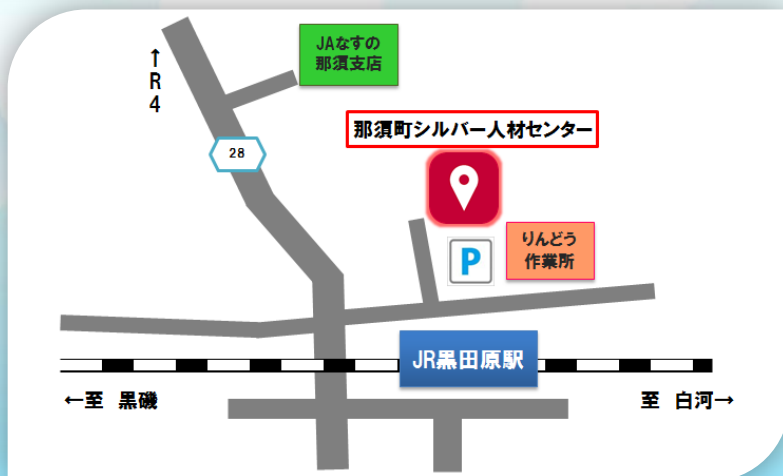 ↑
R
4
JAなすの
那須支店
28
那須町シルバー人材センター
P
りんどう
作業所
JR黒田原駅
←至 黒磯
至 白河→